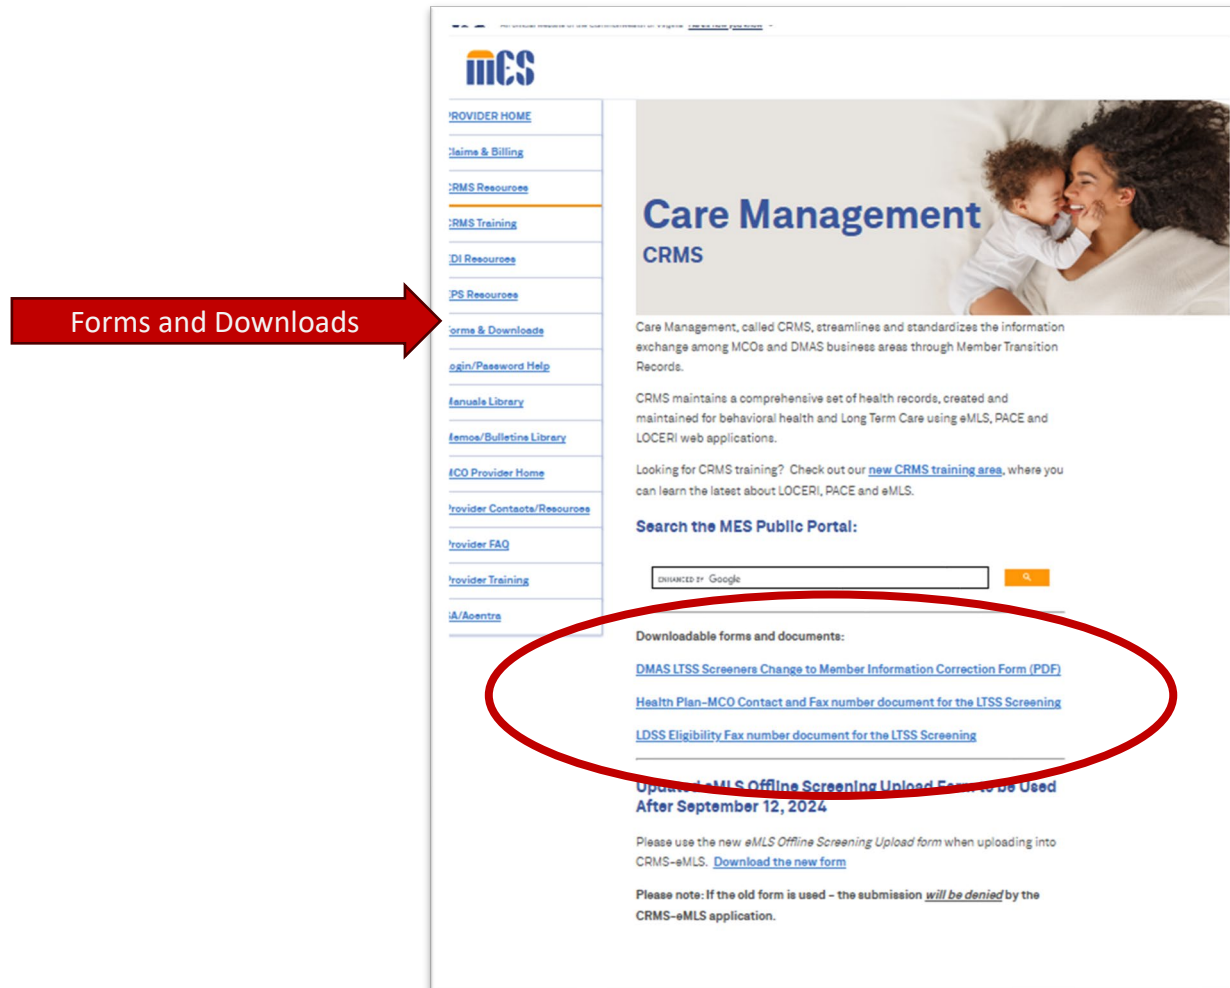 mes
PROVIDER HOME
Claims & Billing
CRMS Resources
CRMS Training
EDI Resources
EPS Resources
Forms and Downloads
Forms & Downloads
Login/Password Help
Manuals Library
Memos/Bulletins Library
MCO Provider Home
Provider Contacts/Resources
Provider FAQ
Provider Training
SA/Acentra
Care Management
CRMS
Care Management, called CRMS, streamlines and standardizes the information
exchange among MCOs and DMAS business areas through Member Transition
Records.
CRMS maintains a comprehensive set of health records, created and
maintained for behavioral health and Long Term Care using eMLS, PACE and
LOCERI web applications.
Looking for CRMS training? Check out our new CRMS training area, where you
can learn the latest about LOCERI, PACE and eMLS.
Search the MES Public Portal:
ENHANCED BY Google
Downloadable forms and documents:
DMAS LTSS Screeners Change to Member Information Correction Form (PDF)
Health Plan-MCO Contact and Fax number document for the LTSS Screening
LDSS Eligibility Fax number document for the LTSS Screening
Updated eMLS Offline Screening Upload Form to be Used
After September 12, 2024
Please use the new eMLS Offline Screening Upload form when uploading into
CRMS-eMLS. Download the new form
Please note: If the old form is used – the submission will be denied by the
CRMS-eMLS application.